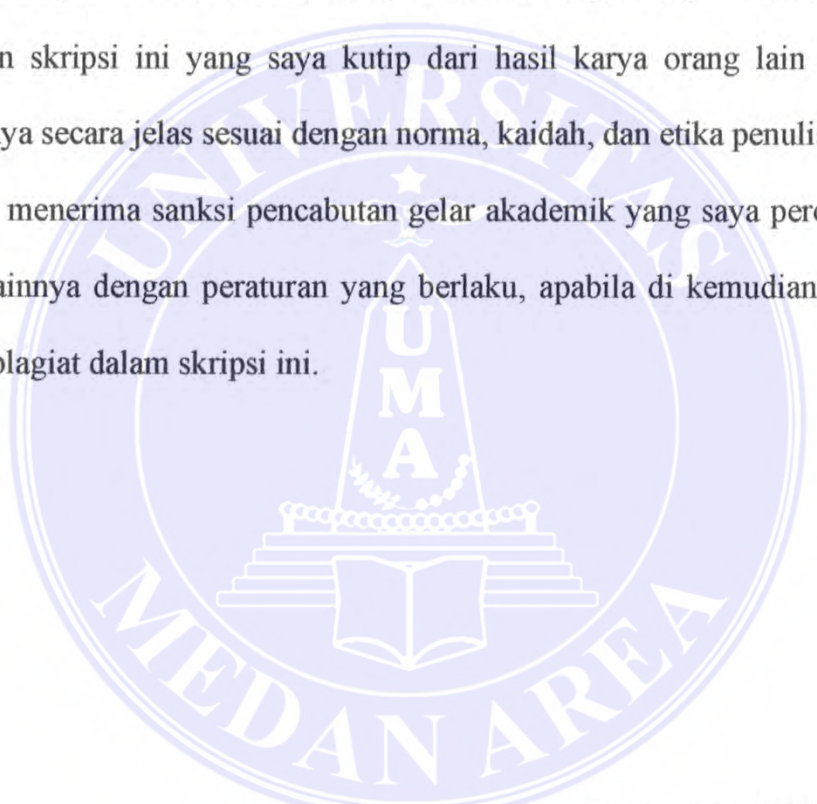 n skripsi ini yang saya kutip dari hasil karya orang lain
ya secara jelas sesuai dengan norma, kaidah, dan etika penuli
menerima sanksi pencabutan gelar akademik yang saya per
ainnya dengan peraturan yang berlaku, apabila di kemudian
plagiat dalam skripsi ini.
UNIVERSITAS
UMA
MEDAN AREA